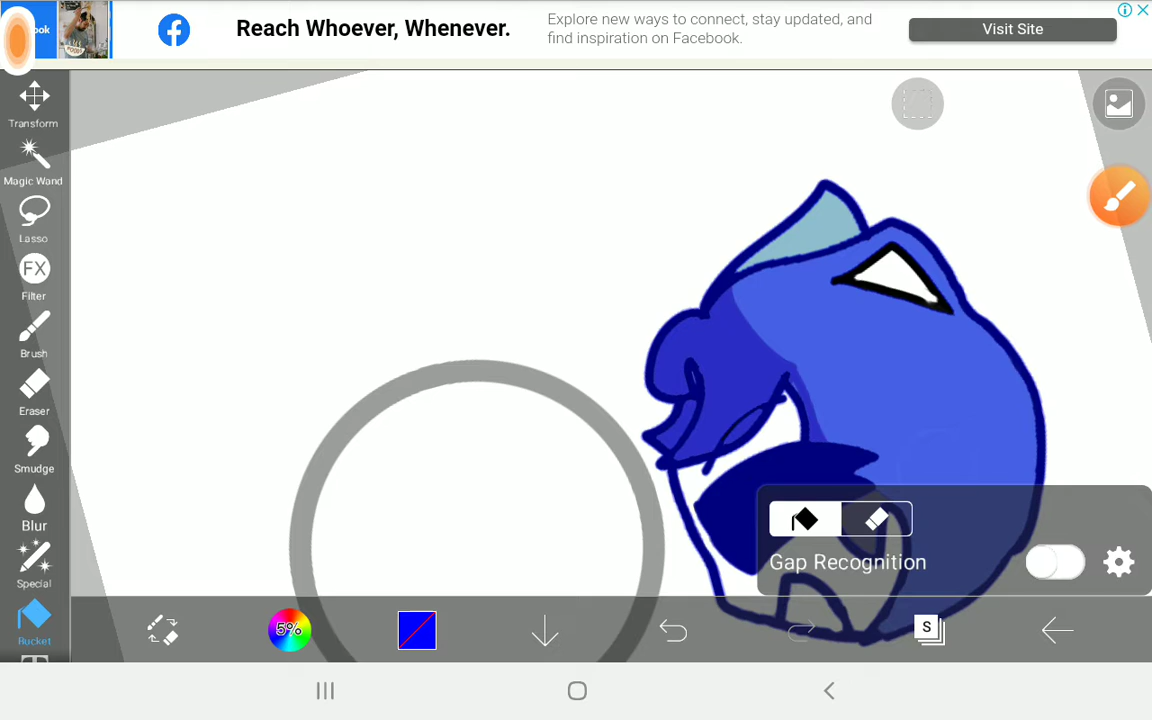 ook
Reach Whoever, Whenever.
Explore new ways to connect, stay updated, and
find inspiration on Facebook.
Visit Site
Transform
Magic Wand
Lasso
FX
Filter
Brush
Eraser
Smudge
Blur
Special
Bucket
T
Gap Recognition
5%
S